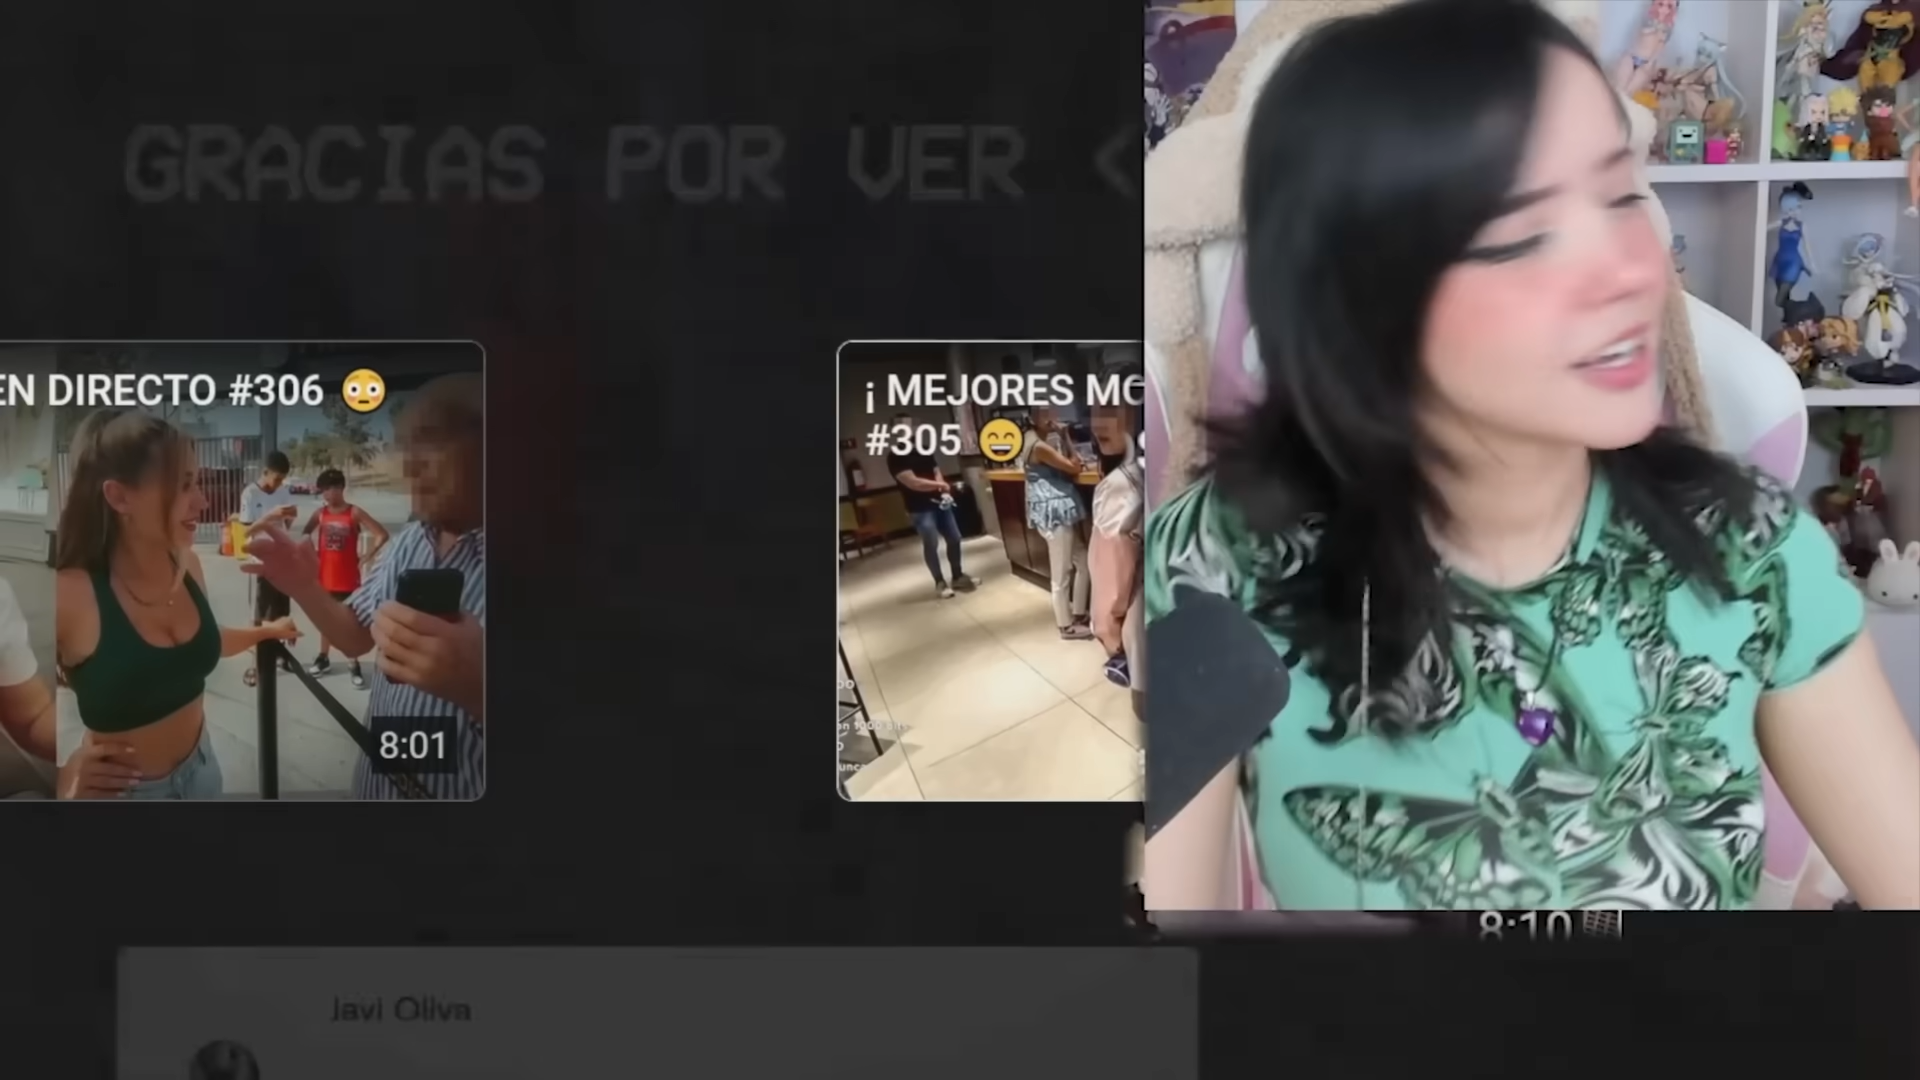 GRACIAS POR VER <
EN DIRECTO #306 😳
8:01
¡ MEJORES MO
#305 😄
8:10
Javi Oliva